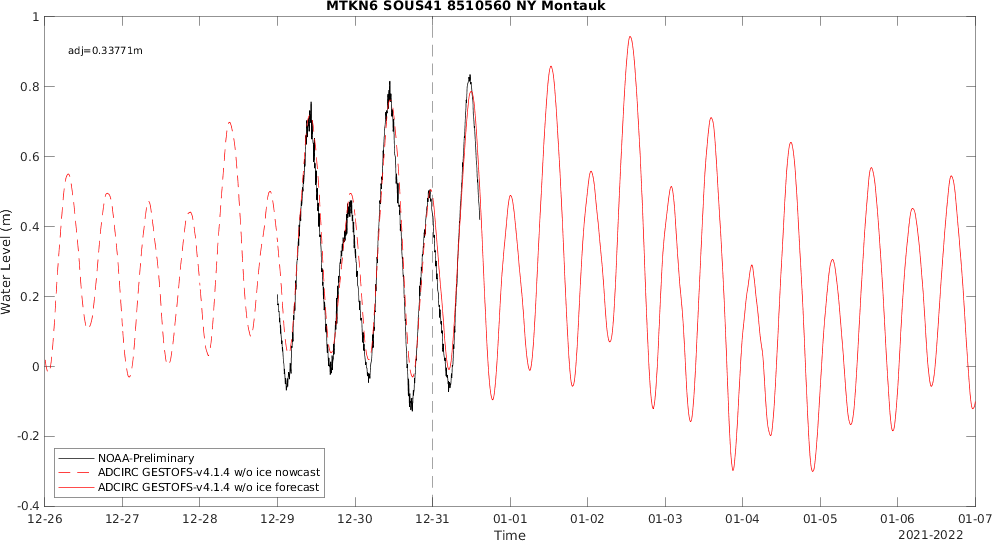 MTKN6 SOUS41 8510560 NY Montauk
adj=0.33771m
1
0.8
0.6
0.4
0.2
0
-0.2
-0.4
Water Level (m)
NOAA-Preliminary
ADCIRC GESTOFS-v4.1.4 w/o ice nowcast
ADCIRC GESTOFS-v4.1.4 w/o ice forecast
12-26 12-27 12-28 12-29 12-30 12-31 01-01 01-02 01-03 01-04 01-05 01-06 01-07
Time
2021-2022